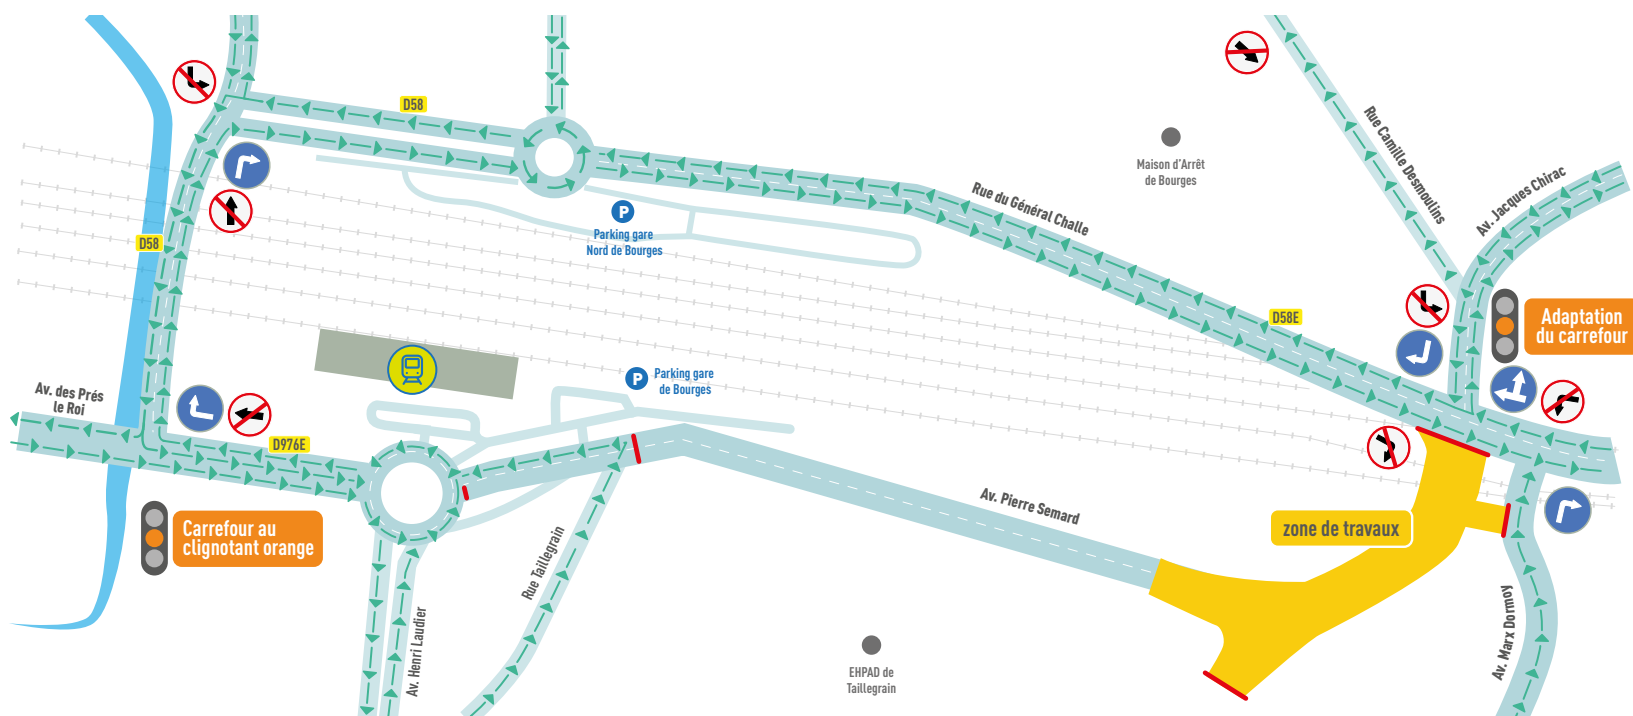 D58
Maison d'Arrêt
de Bourges
Rue Camille Desmoulins
Av. Jacques Chirac
Rue du Général Challe
P
Parking gare
Nord de Bourges
D58
D58E
Adaptation
du carrefour
Av. des Prés
le Roi
P
Parking gare
de Bourges
D976E
Carrefour au
clignotant orange
Av. Pierre Semard
zone de travaux
Rue Taillegrain
Av. Henri Laudier
Av. Marx Dormoy
EHPAD de
Taillegrain